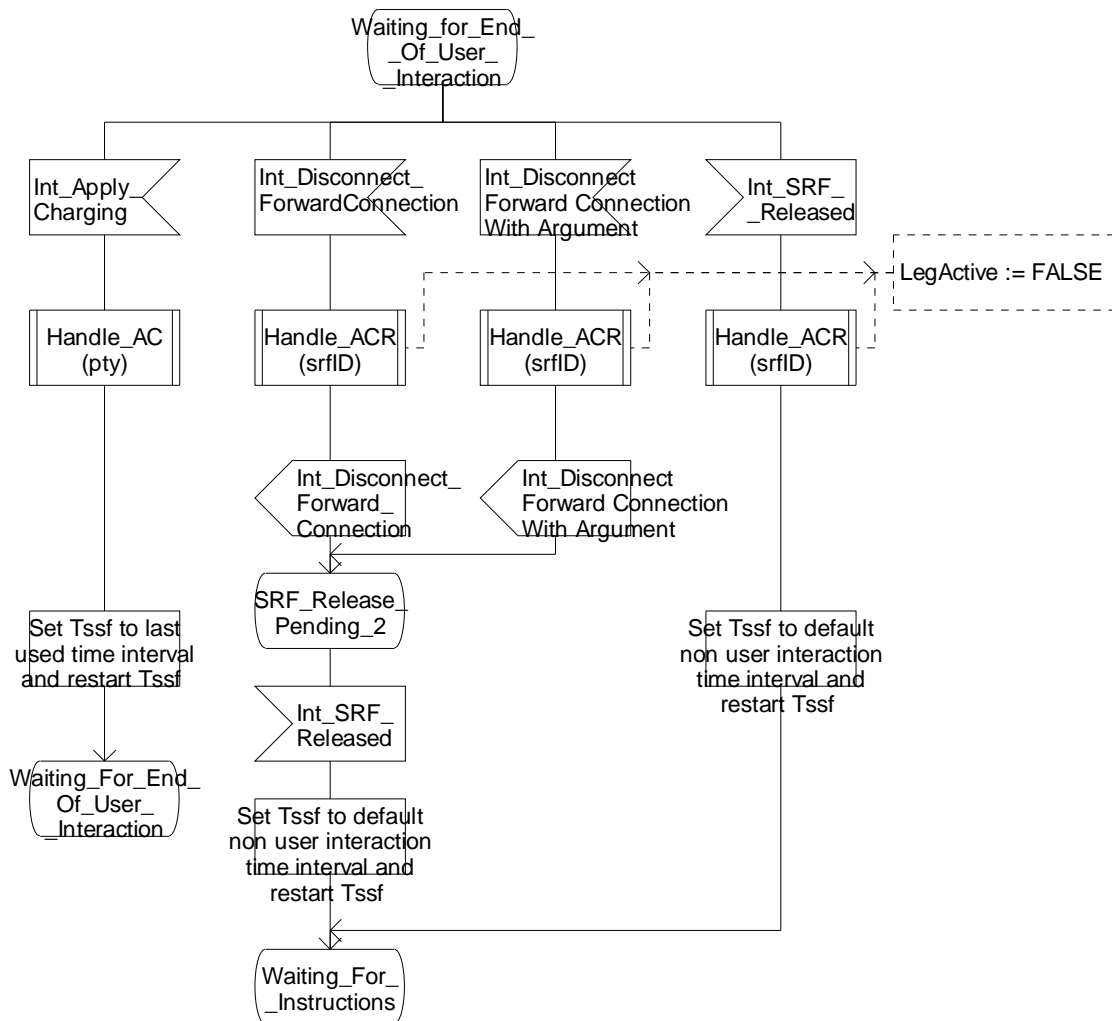 Waiting_for_End_
_Of_User_
_Interaction
Int_Apply_
Charging
Int_Disconnect_
ForwardConnection
Int_Disconnect
Forward Connection
With Argument
Int_SRF_
_Released
LegActive := FALSE
Handle_AC
(pty)
Handle_ACR
(srfID)
Handle_ACR
(srfID)
Handle_ACR
(srfID)
Int_Disconnect_
Forward_
Connection
Int_Disconnect
Forward Connection
With Argument
SRF_Release_
Pending_2
Set Tssf to last
used time interval
and restart Tssf
Set Tssf to default
non user interaction
time interval and
restart Tssf
Int_SRF_
Released
Waiting_For_End_
_Of_User_
_Interaction
Set Tssf to default
non user interaction
time interval and
restart Tssf
Waiting_For_
_Instructions